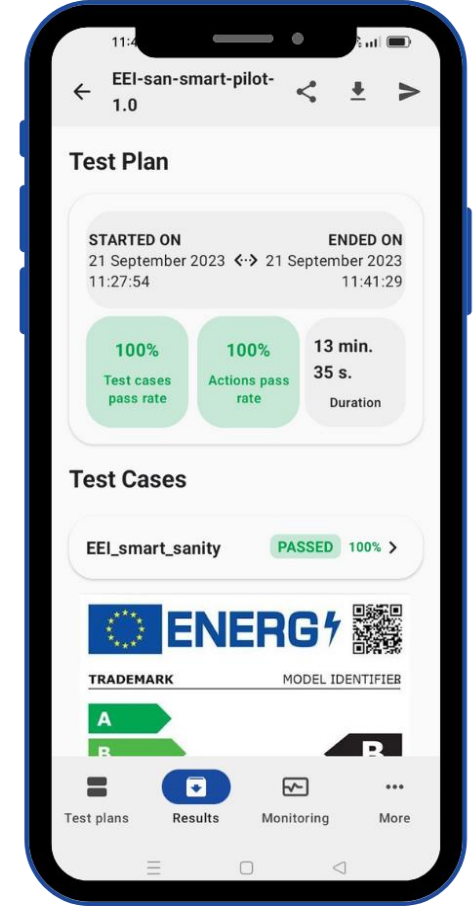 11:4
EEI-san-smart-pilot-
1.0
Test Plan
STARTED ON ENDED ON
21 September 2023 21 September 2023
11:27:54 11:41:29
100% 100% 13 min.
35 s.
Test cases Actions pass
pass rate rate Duration
Test Cases
EEI_smart_sanity PASSED 100%
ENERG
TRADEMARK MODEL IDENTIFIER
A
B B
Test plans Results Monitoring More